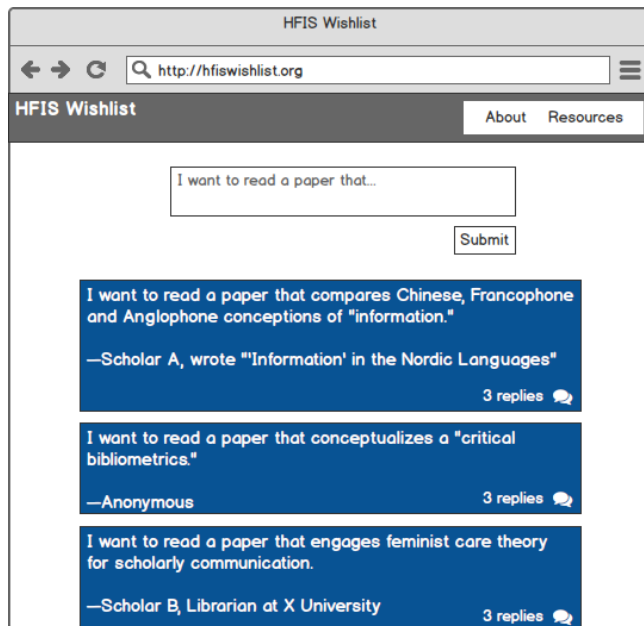 HFIS Wishlist
http://hfiswishlist.org
HFIS Wishlist
About Resources
I want to read a paper that...
Submit
I want to read a paper that compares Chinese, Francophone
and Anglophone conceptions of "information."
—Scholar A, wrote "'Information' in the Nordic Languages"
3 replies
I want to read a paper that conceptualizes a "critical
bibliometrics."
—Anonymous
3 replies
I want to read a paper that engages feminist care theory
for scholarly communication.
—Scholar B, Librarian at X University
3 replies